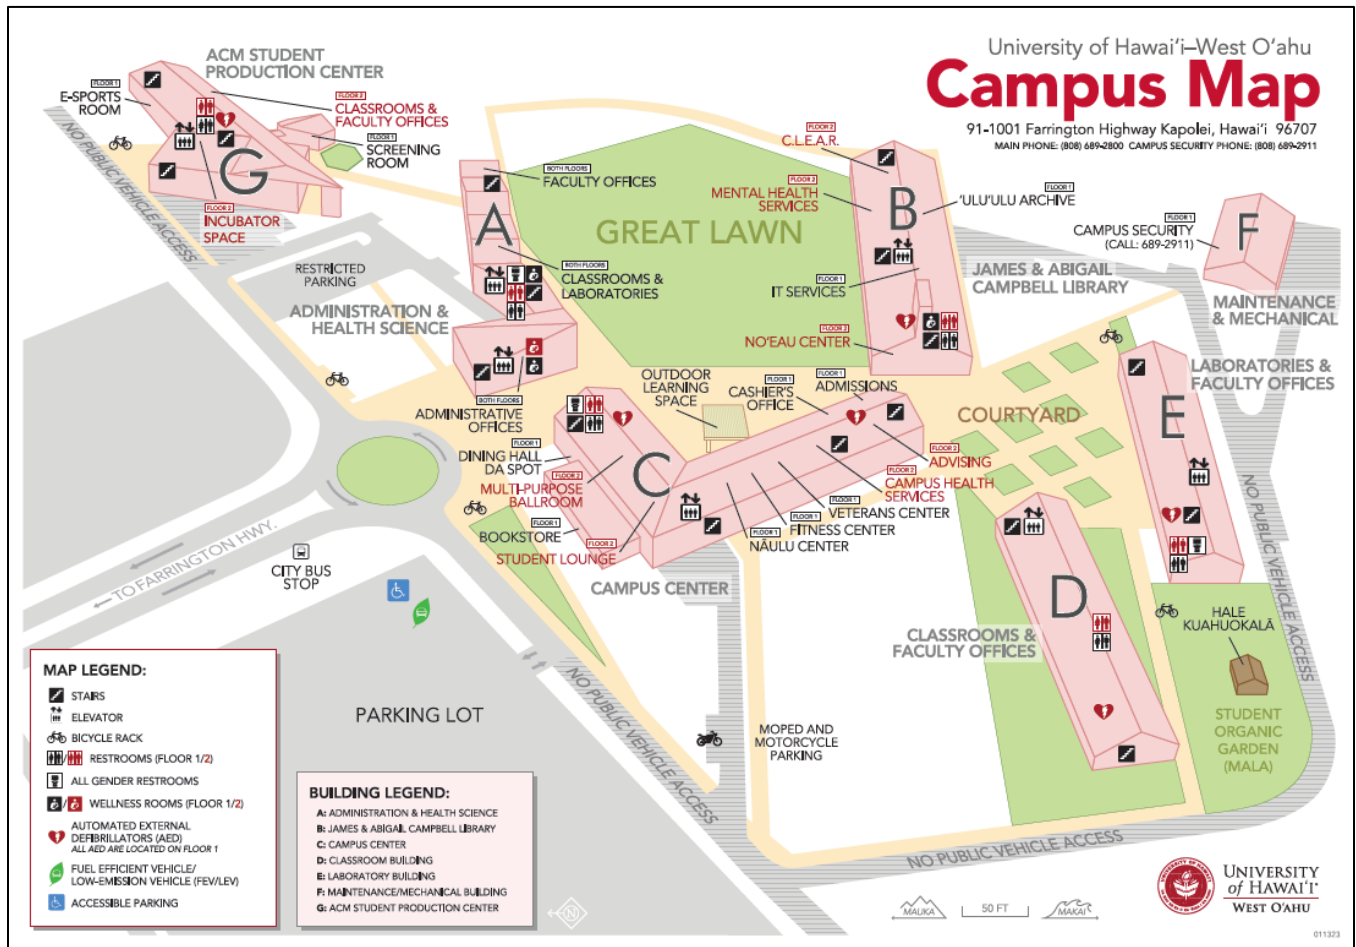 University of Hawai‘i–West O‘ahu
Campus Map
91-1001 Farrington Highway Kapolei, Hawai‘i 96707
MAIN PHONE: (808) 689-2800 CAMPUS SECURITY PHONE: (808) 689-2911
ACM STUDENT
PRODUCTION CENTER
FLOOR 1
E-SPORTS
ROOM
FLOOR 2
CLASSROOMS &
FACULTY OFFICES
FLOOR 1
SCREENING
ROOM
G
FLOOR 2
INCUBATOR
SPACE
NO PUBLIC VEHICLE ACCESS
RESTRICTED
PARKING
ADMINISTRATION &
HEALTH SCIENCE
BOTH FLOORS
FACULTY OFFICES
A
BOTH FLOORS
CLASSROOMS &
LABORATORIES
BOTH FLOORS
ADMINISTRATIVE
OFFICES
GREAT LAWN
FLOOR 2
C.L.E.A.R.
FLOOR 2
MENTAL HEALTH
SERVICES
B
FLOOR 1
‘ULU‘ULU ARCHIVE
FLOOR 1
IT SERVICES
FLOOR 2
NO‘EAU CENTER
JAMES & ABIGAIL
CAMPBELL LIBRARY
FLOOR 1
CAMPUS SECURITY
(CALL: 689-2911)
F
MAINTENANCE
& MECHANICAL
LABORATORIES &
FACULTY OFFICES
E
COURTYARD
OUTDOOR
LEARNING
SPACE
FLOOR 1
CASHIER'S
OFFICE
FLOOR 1
ADMISSIONS
FLOOR 1
DINING HALL
DA SPOT
FLOOR 2
MULTI-PURPOSE
BALLROOM
C
FLOOR 1
BOOKSTORE
FLOOR 2
STUDENT LOUNGE
FLOOR 2
ADVISING
FLOOR 2
CAMPUS HEALTH
SERVICES
FLOOR 1
VETERANS CENTER
FLOOR 1
FITNESS CENTER
FLOOR 1
NĀULU CENTER
CAMPUS CENTER
TO FARRINGTON HWY.
CITY BUS
STOP
PARKING LOT
NO PUBLIC VEHICLE ACCESS
MOPED AND
MOTORCYCLE
PARKING
D
CLASSROOMS &
FACULTY OFFICES
NO PUBLIC VEHICLE ACCESS
HALE
KUAHUOKALĀ
STUDENT
ORGANIC
GARDEN
(MALA)
NO PUBLIC VEHICLE ACCESS
MAP LEGEND:
STAIRS
ELEVATOR
BICYCLE RACK
RESTROOMS (FLOOR 1/2)
ALL GENDER RESTROOMS
WELLNESS ROOMS (FLOOR 1/2)
AUTOMATED EXTERNAL
DEFIBRILLATORS (AED)
ALL AED ARE LOCATED ON FLOOR 1
FUEL EFFICIENT VEHICLE/
LOW-EMISSION VEHICLE (FEV/LEV)
ACCESSIBLE PARKING
BUILDING LEGEND:
A: ADMINISTRATION & HEALTH SCIENCE
B: JAMES & ABIGAIL CAMPBELL LIBRARY
C: CAMPUS CENTER
D: CLASSROOM BUILDING
E: LABORATORY BUILDING
F: MAINTENANCE/MECHANICAL BUILDING
G: ACM STUDENT PRODUCTION CENTER
N
MAUKA
50 FT
MAKAI
UNIVERSITY
of HAWAI‘I®
WEST O‘AHU
011323